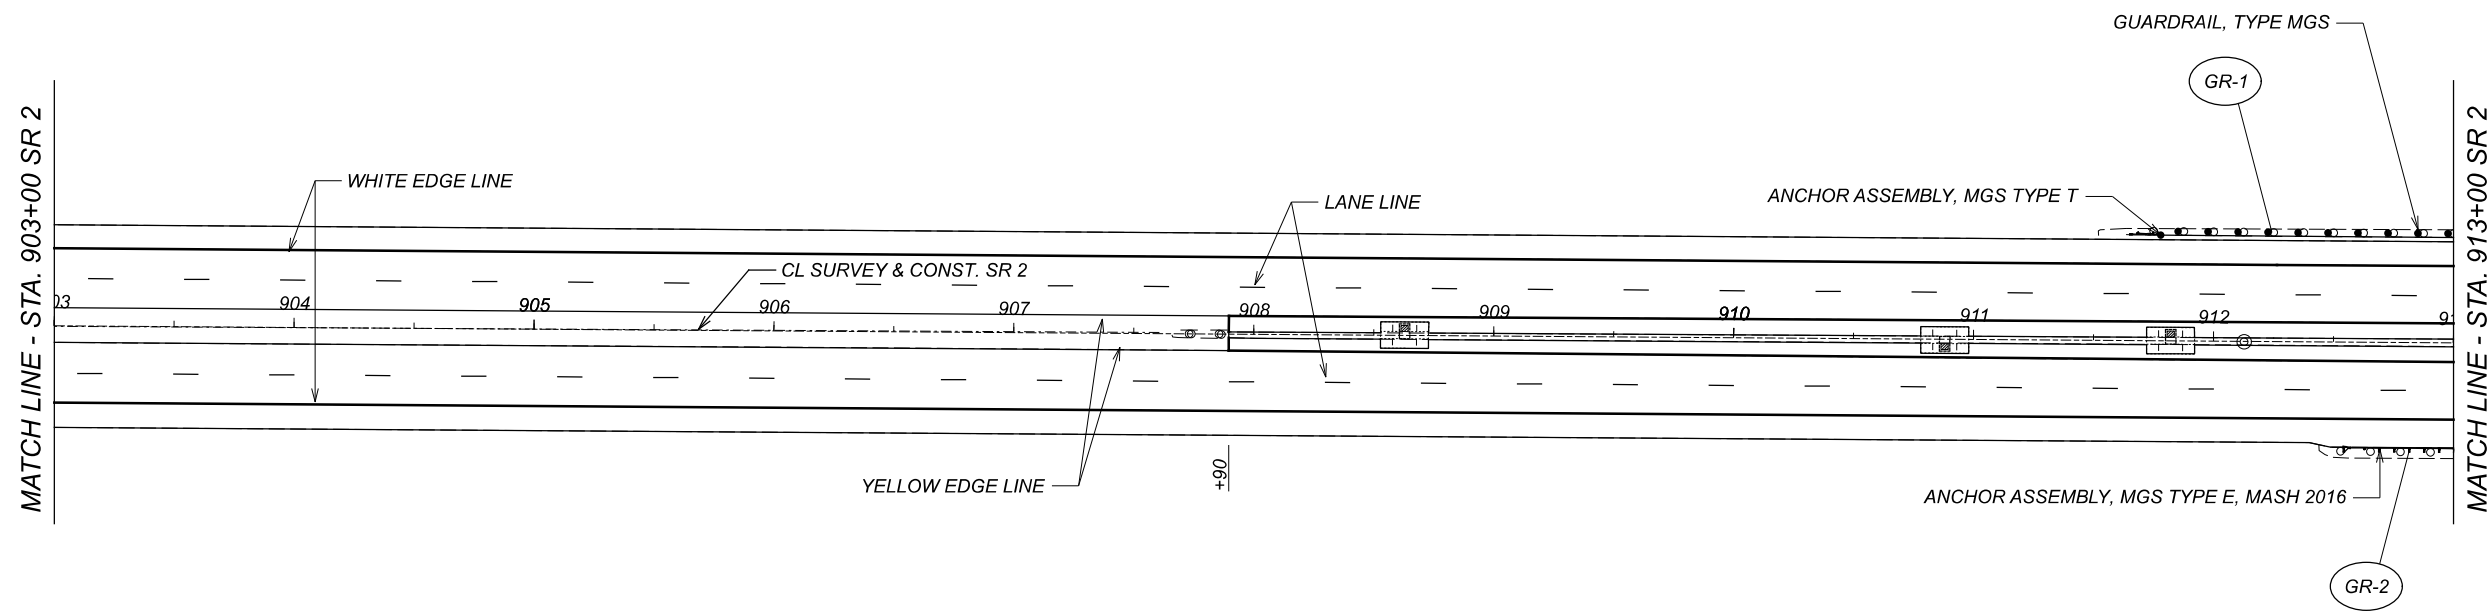 GUARDRAIL, TYPE MGS
GR-1
MATCH LINE - STA. 903+00 SR 2
MATCH LINE - STA. 913+00 SR 2
WHITE EDGE LINE
LANE LINE
ANCHOR ASSEMBLY, MGS TYPE T
CL SURVEY & CONST. SR 2
03
904
905
906
907
908
909
910
911
912
91
+90
YELLOW EDGE LINE
ANCHOR ASSEMBLY, MGS TYPE E, MASH 2016
GR-2